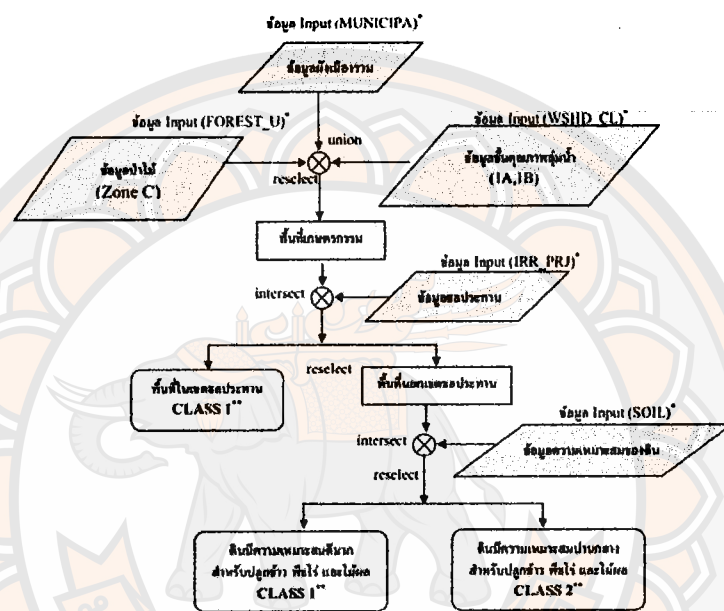 ข้อมูล Input (MUNICIPA)*
ข้อมูลผังเมืองรวม
ข้อมูล Input (FOREST_U)*
ข้อมูล Input (WSHD_CL)*
union
ข้อมูลป่าไม้
(Zone C)
ข้อมูลชั้นคุณภาพลุ่มน้ำ
(1A,1B)
reselect
พื้นที่เกษตรกรรม
ข้อมูล Input (IRR_PRJ)*
intersect
ข้อมูลชลประทาน
reselect
พื้นที่ในเขตชลประทาน
CLASS 1**
พื้นที่นอกเขตชลประทาน
ข้อมูล Input (SOIL)*
intersect
ข้อมูลความเหมาะสมของดิน
reselect
ดินมีความเหมาะสมดีมาก
สำหรับปลูกข้าว พืชไร่ และไม้ผล
CLASS 1**
ดินมีความเหมาะสมปานกลาง
สำหรับปลูกข้าว พืชไร่ และไม้ผล
CLASS 2**